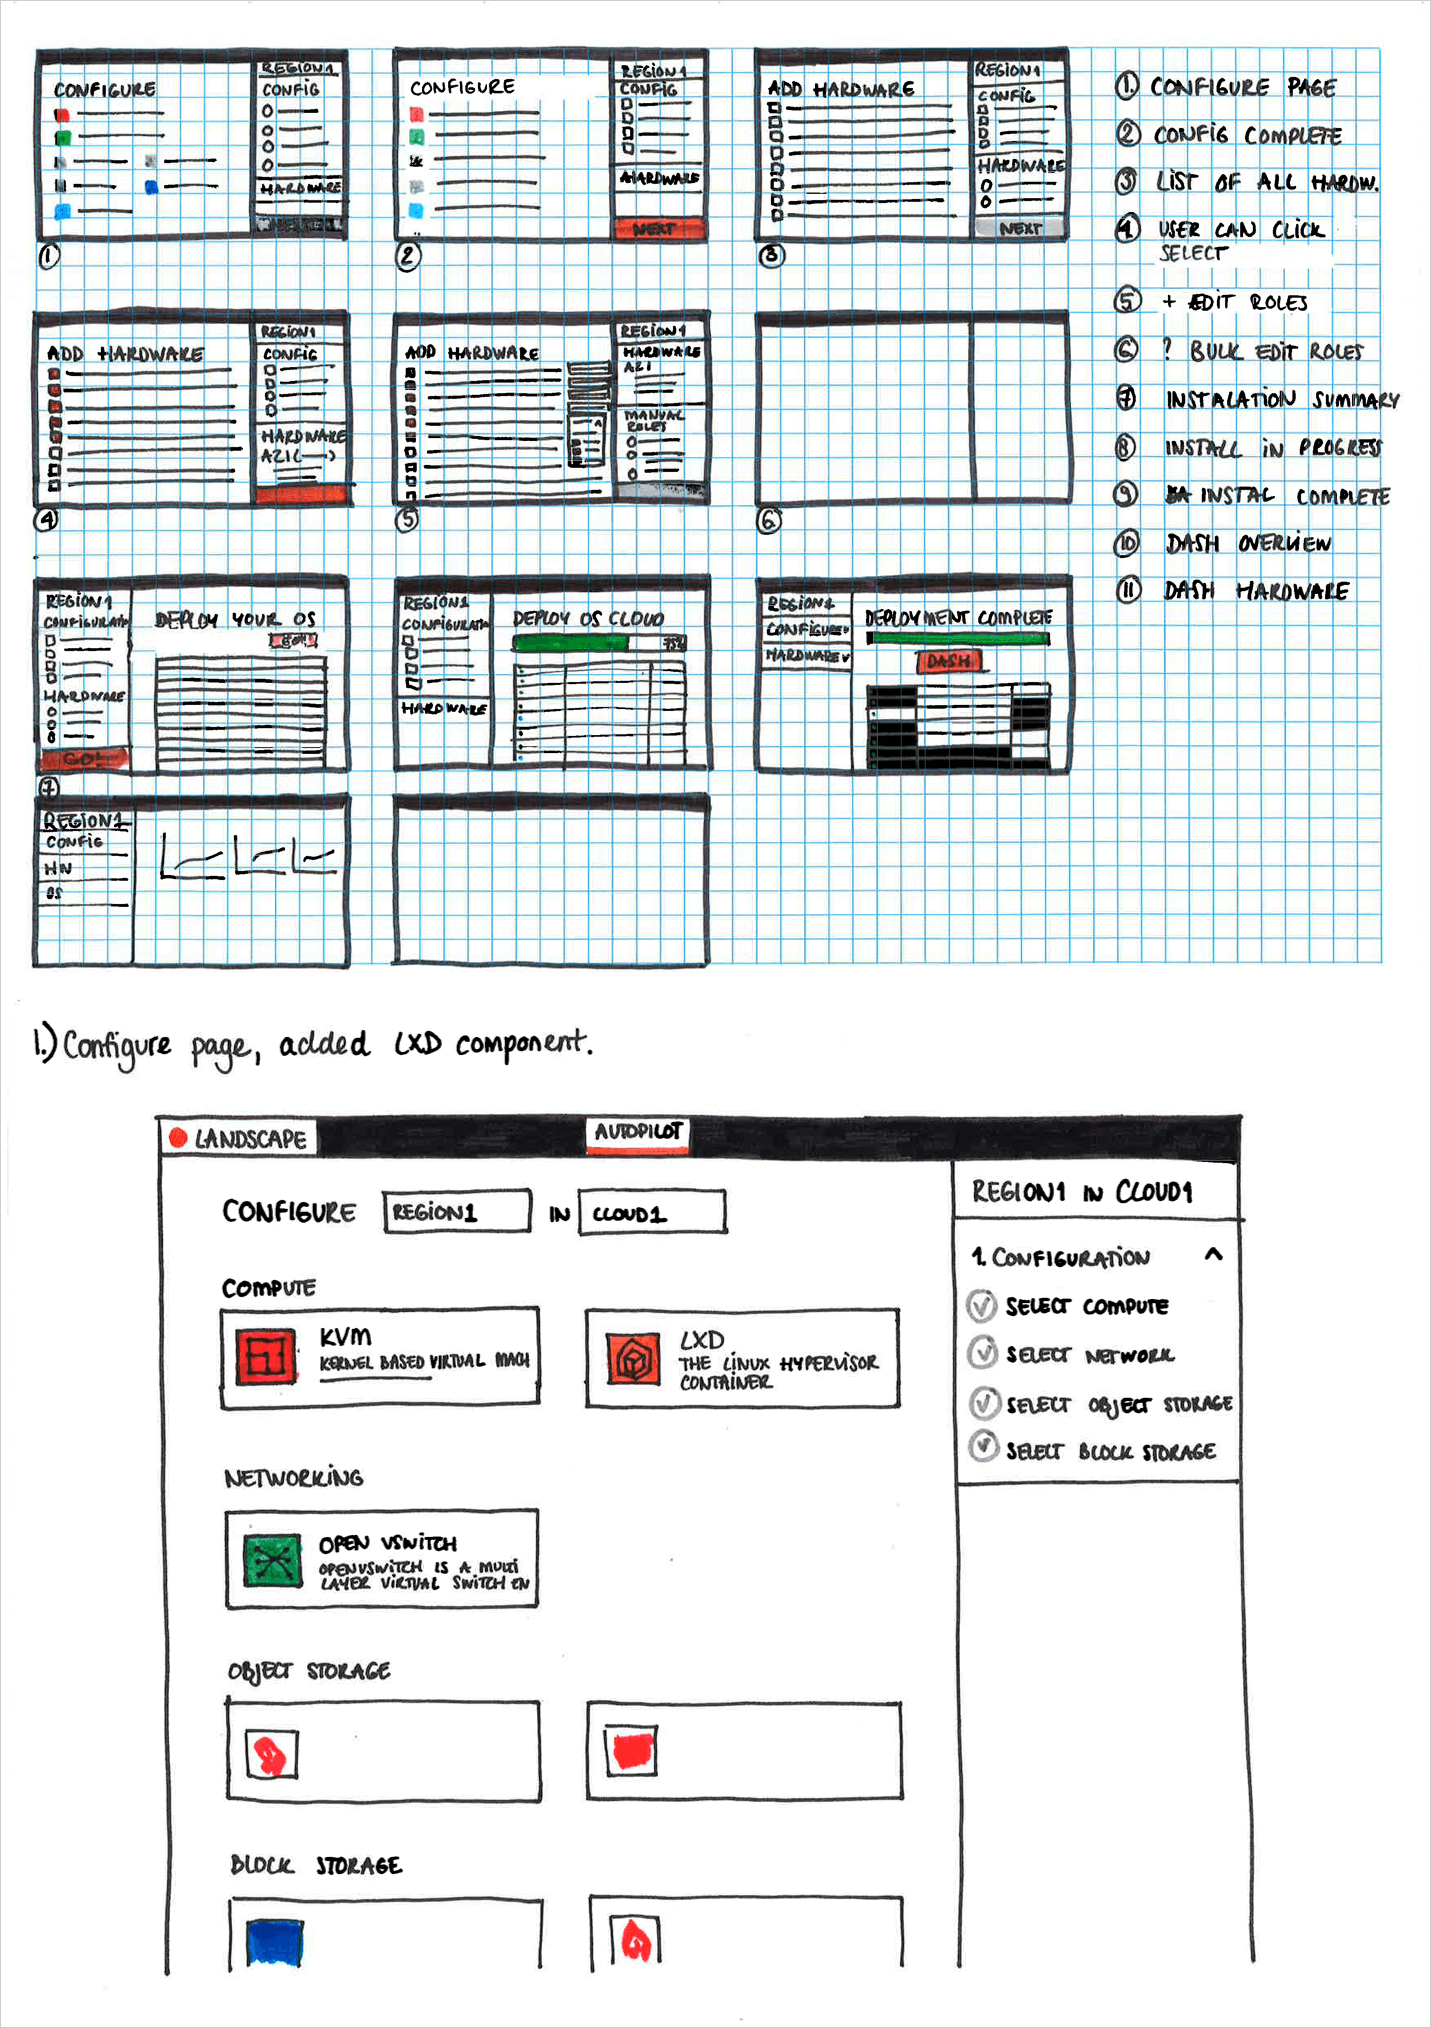 CONFIGURE
REGION1
CONFIG
HARDWARE
1
CONFIGURE
REGION1
CONFIG
HARDWARE
NEXT
2
ADD HARDWARE
REGION1
CONFIG
HARDWARE
NEXT
3
1 CONFIGURE PAGE
2 CONFIG COMPLETE
3 LIST OF ALL HARDW.
4 USER CAN CLICK
SELECT
5 + EDIT ROLES
6 ? BULK EDIT ROLES
7 INSTALATION SUMMARY
8 INSTALL IN PROGRESS
9 INSTAL COMPLETE
10 DASH OVERVIEW
11 DASH HARDWARE
ADD HARDWARE
REGION1
CONFIG
HARDWARE
AZ1(—)
4
ADD HARDWARE
REGION1
HARDWARE
AZ1
MANUAL
ROLES
5
6
REGION1
CONFIGURATIO
HARDWARE
GO!
DEPLOY YOUR OS
GO!
7
REGION1
CONFIGURATIO
HARDWARE
DEPLOY OS CLOUD
75%
REGION1
CONFIGURE
HARDWARE
DEPLOYMENT COMPLETE
DASH
REGION1
CONFIG
HW
OS
1.) Configure page, added LXD component.
LANDSCAPE
AUTOPILOT
CONFIGURE REGION1 IN CLOUD1
COMPUTE
KVM
KERNEL BASED VIRTUAL MACH
LXD
THE LINUX HYPERVISOR
CONTAINER
NETWORKING
OPEN VSWITCH
OPENVSWITCH IS A MULTI
LAYER VIRTUAL SWITCH EN
OBJECT STORAGE
BLOCK STORAGE
REGION1 IN CLOUD1
1. CONFIGURATION
SELECT COMPUTE
SELECT NETWORK
SELECT OBJECT STORAGE
SELECT BLOCK STORAGE